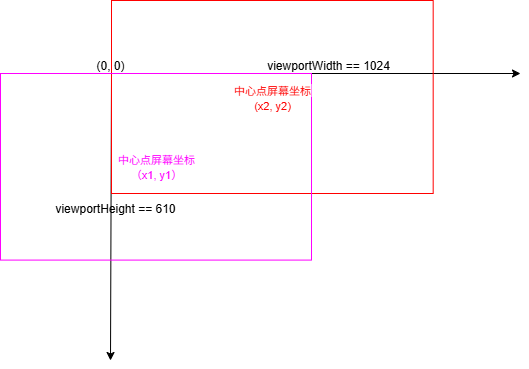 (0, 0)
viewportWidth == 1024
中心点屏幕坐标
(x2, y2)
中心点屏幕坐标
（x1, y1）
viewportHeight == 610